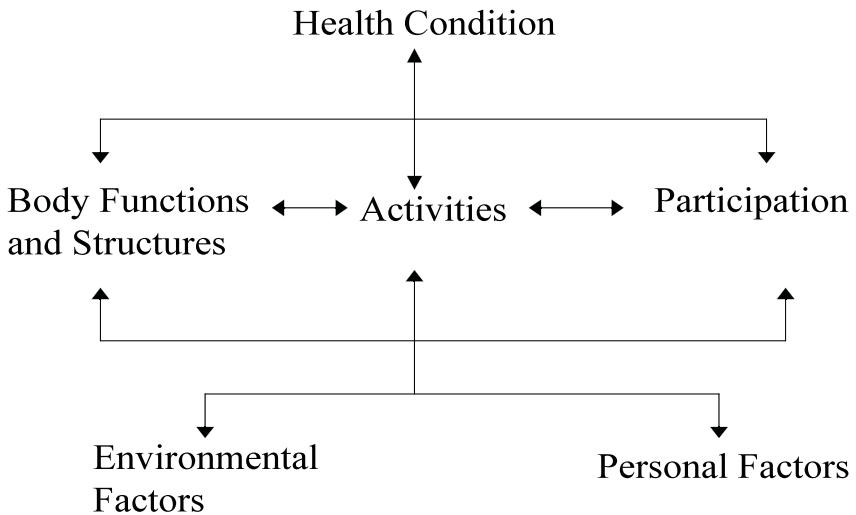 Health Condition
Body Functions
and Structures
Activities
Participation
Environmental
Factors
Personal Factors